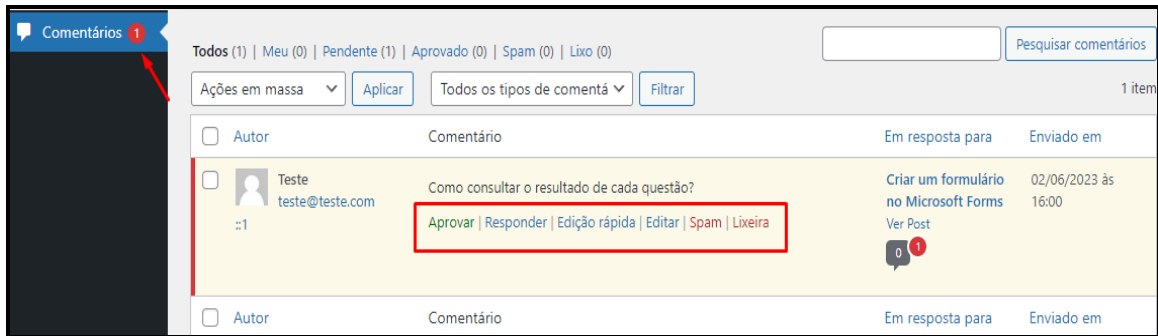 Comentários 1
Todos (1) | Meu (0) | Pendente (1) | Aprovado (0) | Spam (0) | Lixo (0)
Pesquisar comentários
Ações em massa Aplicar Todos os tipos de comentá Filtrar 1 item
Autor Comentário Em resposta para Enviado em
Teste
teste@teste.com
::1
Como consultar o resultado de cada questão?
Aprovar | Responder | Edição rápida | Editar | Spam | Lixeira
Criar um formulário
no Microsoft Forms
Ver Post
0 1
02/06/2023 às
16:00
Autor Comentário Em resposta para Enviado em